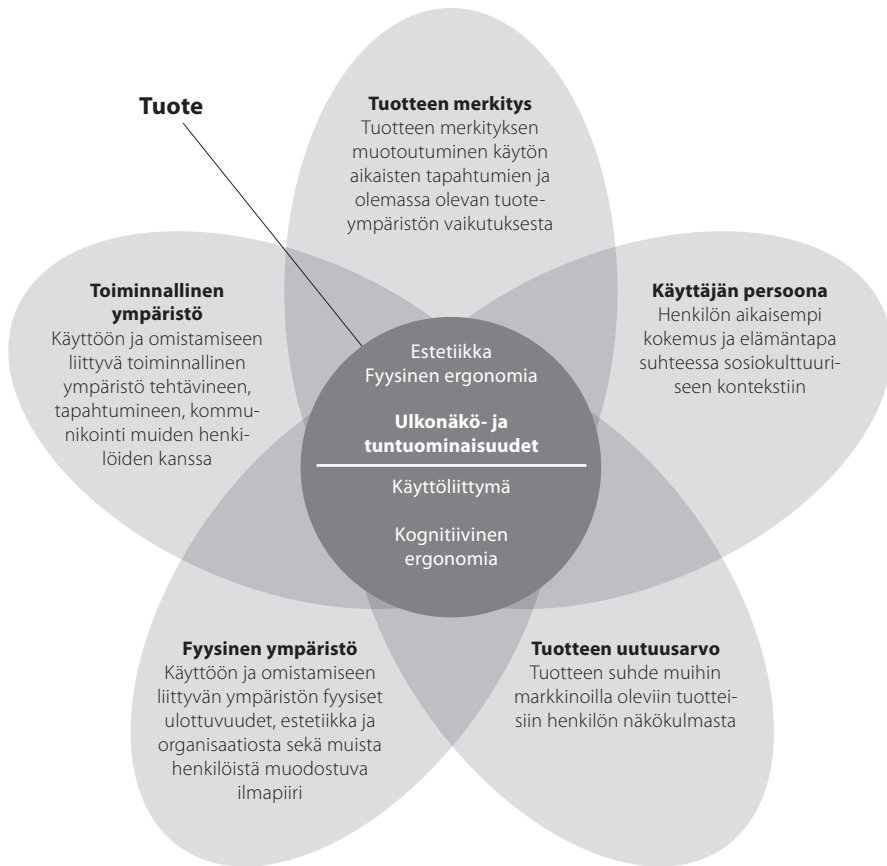 Tuote
Tuotteen merkitys
Tuotteen merkityksen
muotoutuminen käytön
aikaisten tapahtumien ja
olemassa olevan tuote-
ympäristön vaikutuksesta
Toiminnallinen
ympäristö
Käyttöön ja omistamiseen
liittyvä toiminnallinen
ympäristö tehtävineen,
tapahtumineen, kommu-
nikointi muiden henki-
löiden kanssa
Käyttäjän persoona
Henkilön aikaisempi
kokemus ja elämäntapa
suhteessa sosiokulttuuri-
seen kontekstiin
Estetiikka
Fyysinen ergonomia
Ulkonäkö- ja
tuntuominaisuudet
Käyttöliittymä
Kognitiivinen
ergonomia
Fyysinen ympäristö
Käyttöön ja omistamiseen
liittyvän ympäristön fyysiset
ulottuvuudet, estetiikka ja
organisaatiosta sekä muista
henkilöistä muodostuva
ilmapiiri
Tuotteen uutuusarvo
Tuotteen suhde muihin
markkinoilla oleviin tuottei-
siin henkilön näkökulmasta